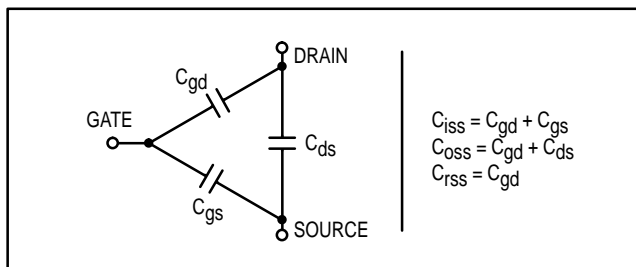 DRAIN
Cgd
GATE
Cds
Cgs
SOURCE
Ciss = Cgd + Cgs
Coss = Cgd + Cds
Crss = Cgd